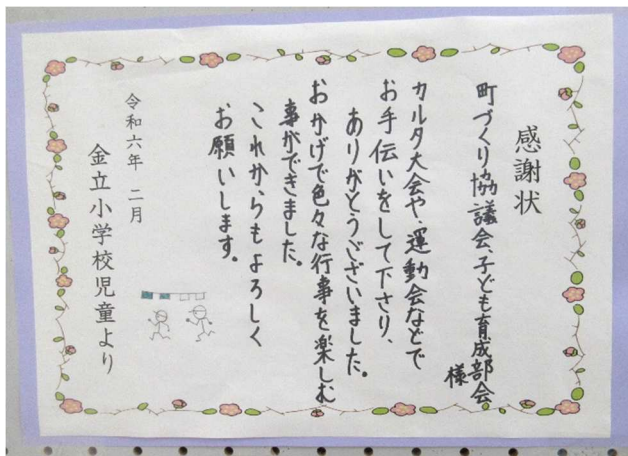 感謝状
町づくり協議会、子ども育成部会
様
カルタ大会や、運動会などで
お手伝いをして下さり、
ありがとうございました。
おかげで色々な行事を楽しむ
事ができました。
これからもよろしく
お願いします。
令和六年 二月
金立小学校児童より